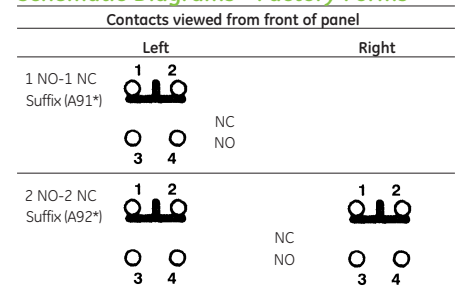 Schematic Diagrams - Factory Forms
Contacts viewed from front of panel
Left Right
1 NO-1 NC
Suffix (A91*)
1 2
NC
NO
3 4
2 NO-2 NC
Suffix (A92*)
1 2 1 2
NC
NO
3 4 3 4